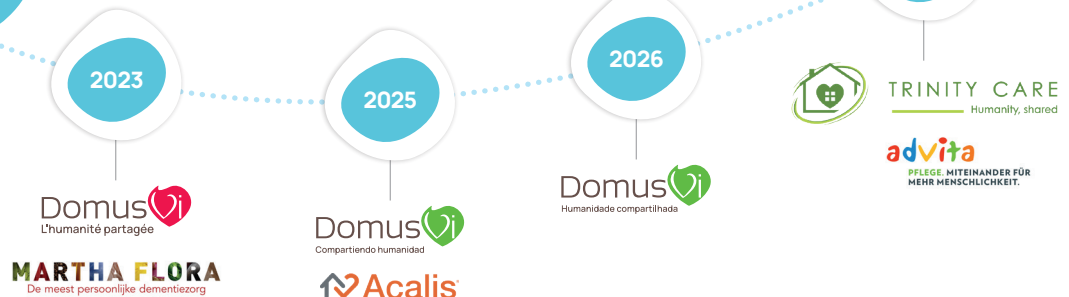 2023
DomusVi
L'humanité partagée
MARTHA FLORA
De meest persoonlijke dementiezorg
2025
DomusVi
Compartiendo humanidad
Acalis
2026
DomusVi
Humanidade compartilhada
TRINITY CARE
Humanity, shared
advita
PFLEGE. MITEINANDER FÜR
MEHR MENSCHLICHKEIT.